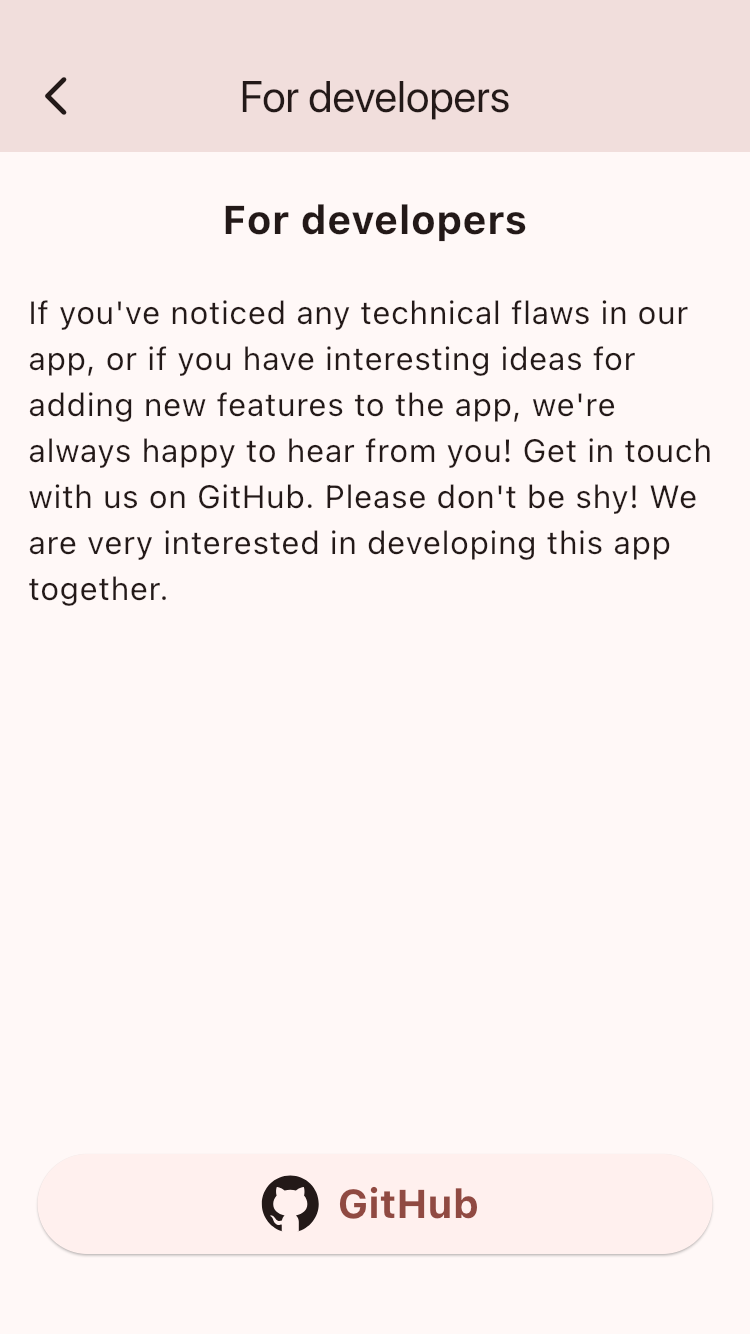 For developers
For developers
If you've noticed any technical flaws in our
app, or if you have interesting ideas for
adding new features to the app, we're
always happy to hear from you! Get in touch
with us on GitHub. Please don't be shy! We
are very interested in developing this app
together.
GitHub